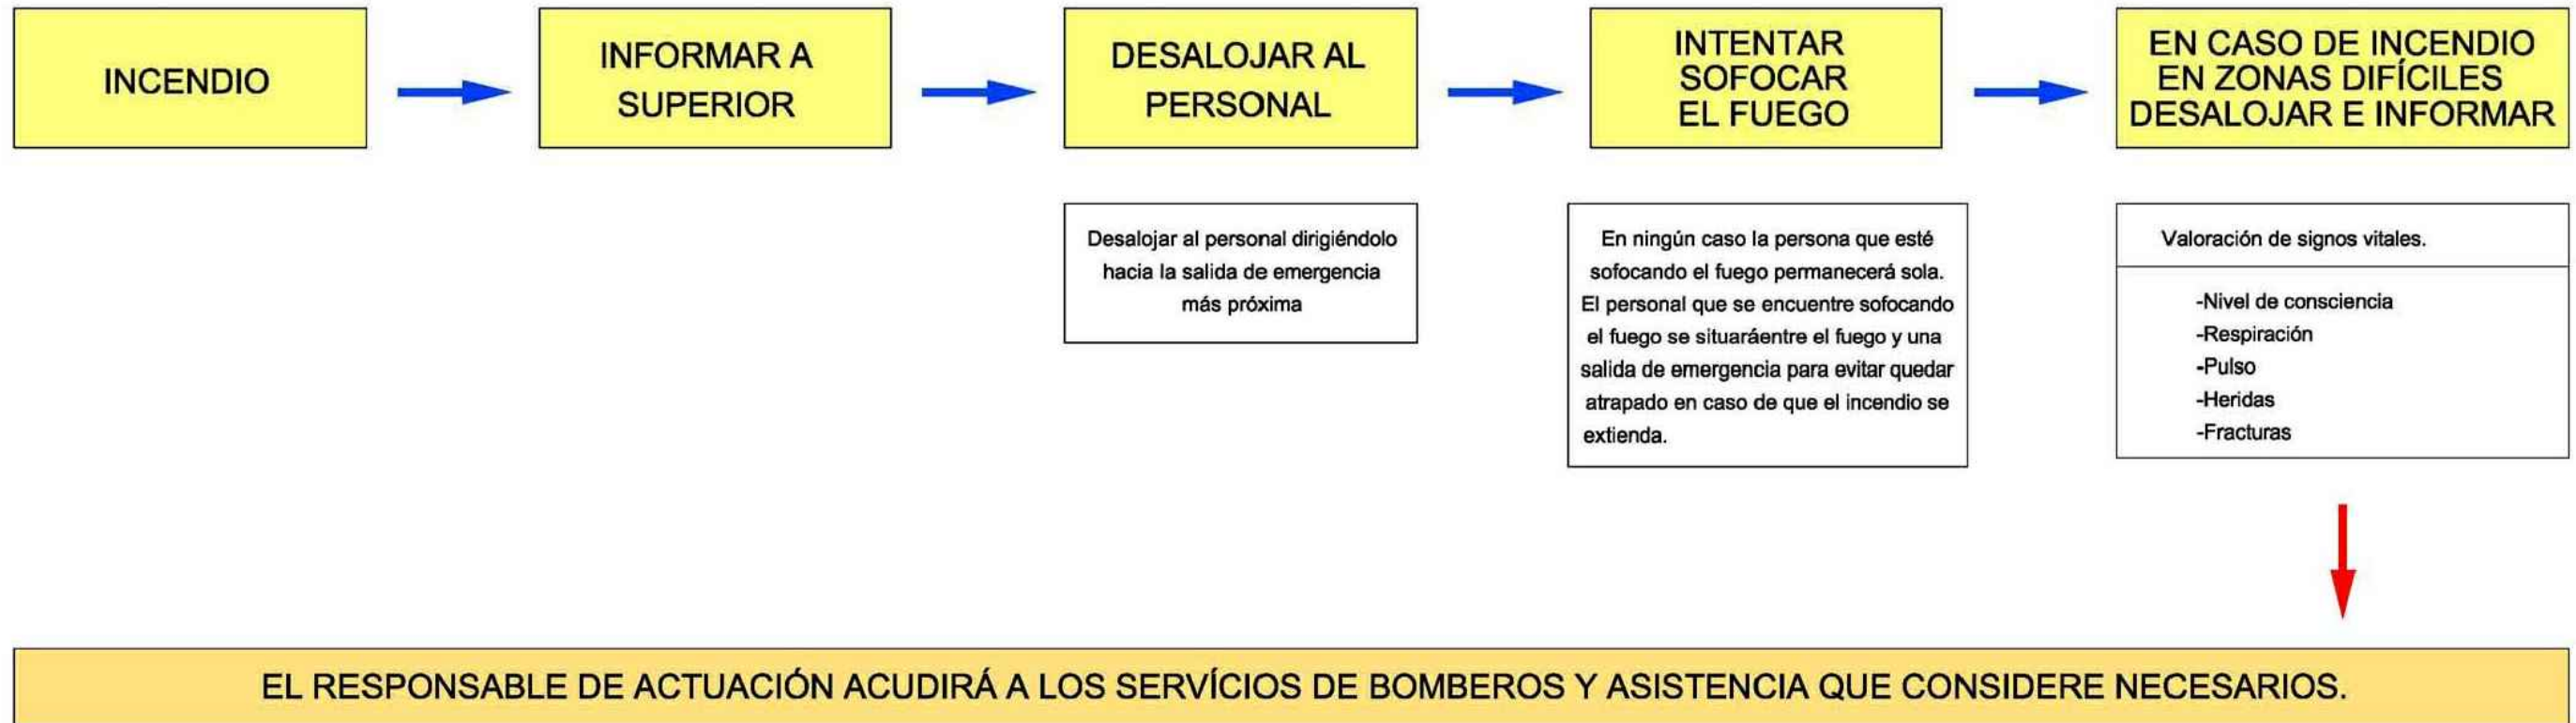 INCENDIO
INFORMAR A
SUPERIOR
DESALOJAR AL
PERSONAL
INTENTAR
SOFOCAR
EL FUEGO
EN CASO DE INCENDIO
EN ZONAS DIFÍCILES
DESALOJAR E INFORMAR
Desalojar al personal dirigiéndolo
hacia la salida de emergencia
más próxima
En ningún caso la persona que esté
sofocando el fuego permanecerá sola.
El personal que se encuentre sofocando
el fuego se situaráentre el fuego y una
salida de emergencia para evitar quedar
atrapado en caso de que el incendio se
extienda.
Valoración de signos vitales.
-Nivel de consciencia
-Respiración
-Pulso
-Heridas
-Fracturas
EL RESPONSABLE DE ACTUACIÓN ACUDIRÁ A LOS SERVÍCIOS DE BOMBEROS Y ASISTENCIA QUE CONSIDERE NECESARIOS.